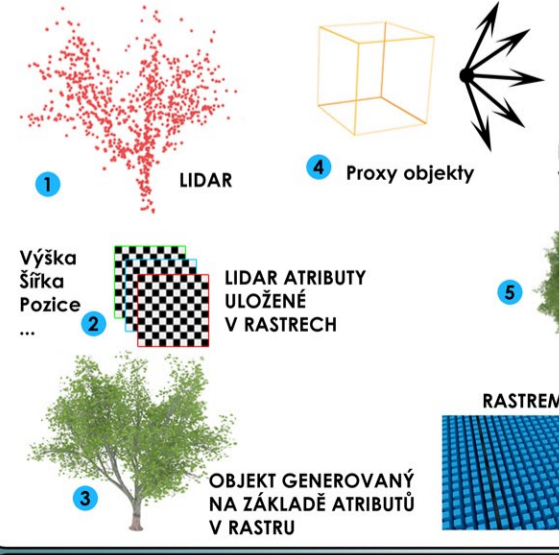 1
LIDAR
4
Proxy objekty
Výška
Šířka
Pozice
...
2
LIDAR ATRIBUTY
ULOŽENÉ
V RASTRECH
5
3
OBJEKT GENEROVANÝ
NA ZÁKLADĚ ATRIBUTŮ
V RASTRU
RASTREM